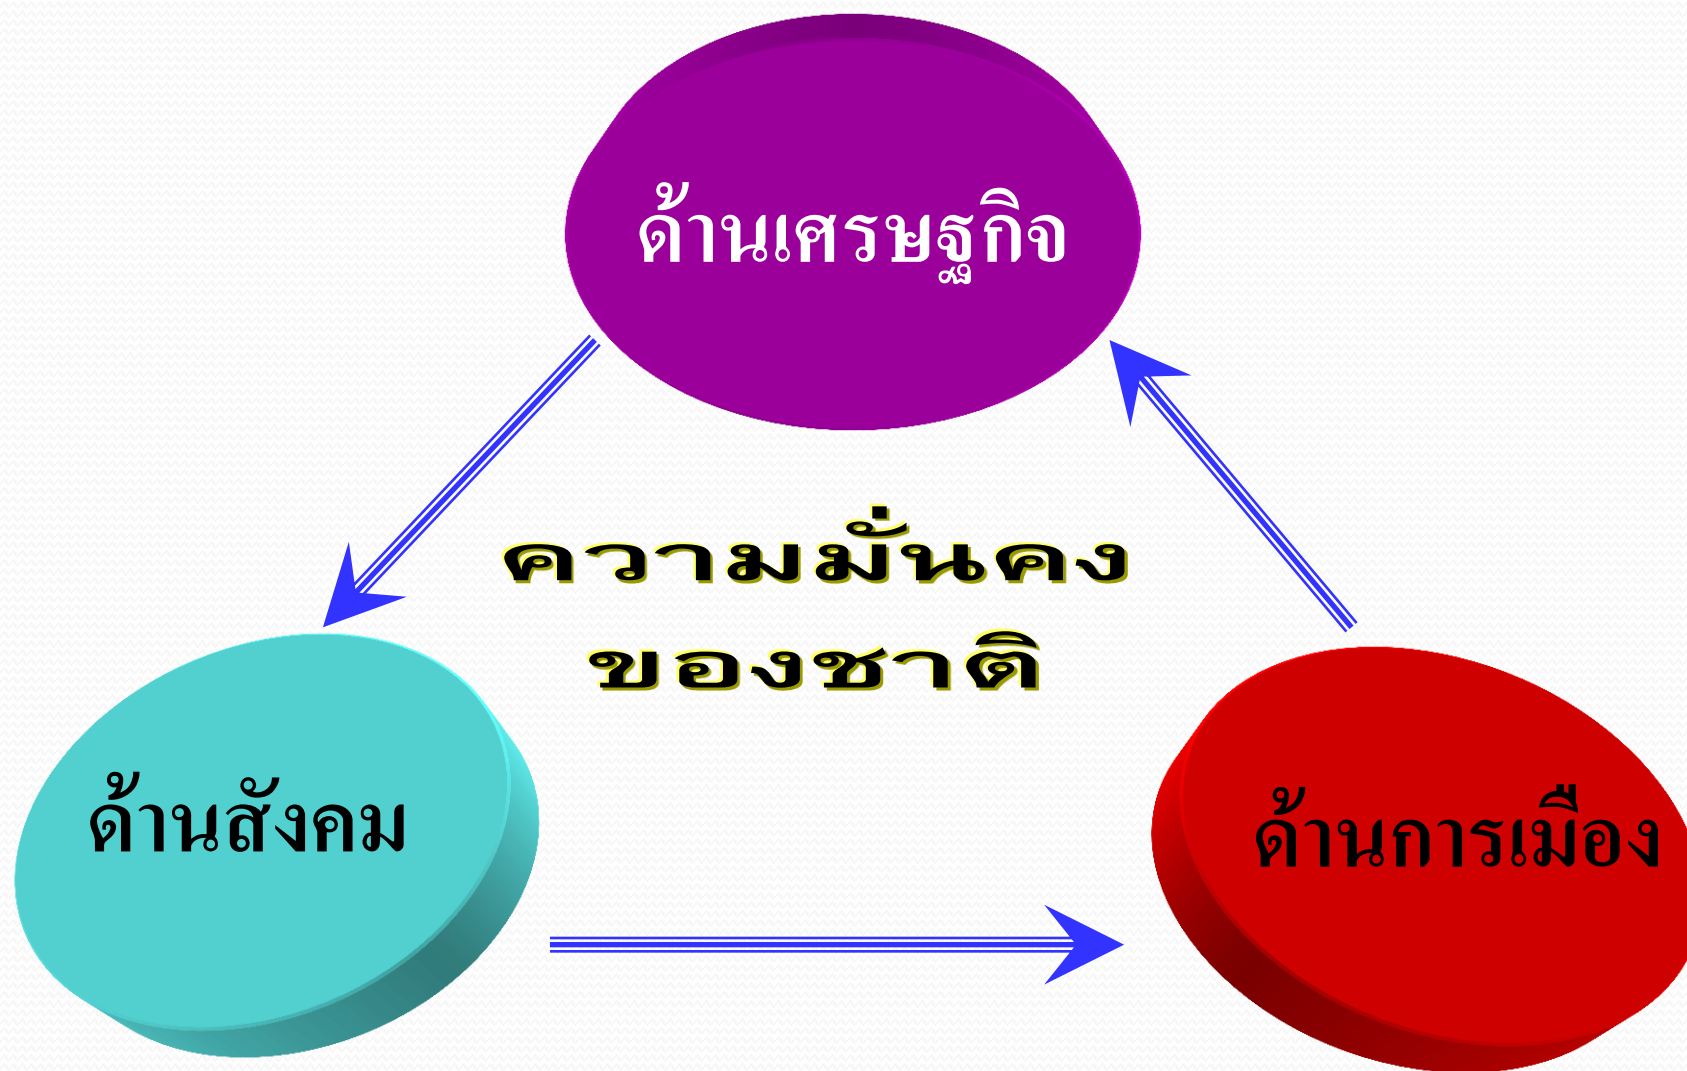 ด้านเศรษฐกิจ
ความมั่นคง
ของชาติ
ด้านสังคม
ด้านการเมือง